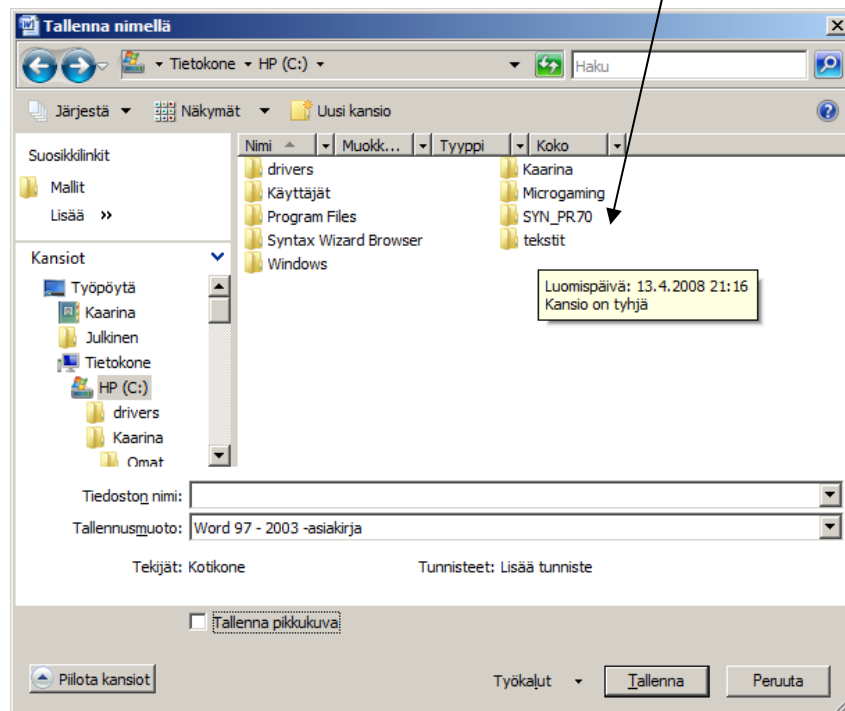 Tallenna nimellä
Tietokone HP (C:) Haku
Järjestä Näkymät Uusi kansio
Suosikkilinkit
Mallit
Lisää »
Kansiot
Työpöytä
Kaarina
Julkinen
Tietokone
HP (C:)
drivers
Kaarina
Omat
Nimi Muokk... Tyyppi Koko
drivers
Käyttäjät
Program Files
Syntax Wizard Browser
Windows
Kaarina
Microgaming
SYN_PR70
tekstit
Luomispäivä: 13.4.2008 21:16
Kansio on tyhjä
Tiedoston nimi:
Tallennusmuoto: Word 97 - 2003 -asiakirja
Tekijät: Kotikone Tunnisteet: Lisää tunniste
Tallenna pikkukuva
Piilota kansiot Työkalut Tallenna Peruuta